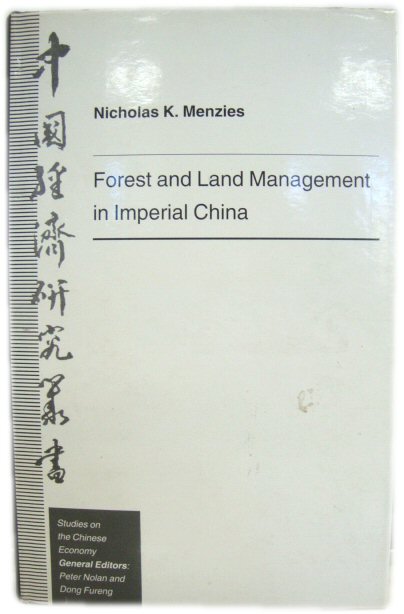 中國經濟研究叢書
Nicholas K. Menzies
Forest and Land Management
in Imperial China
Studies on
the Chinese
Economy
General Editors:
Peter Nolan and
Dong Fureng